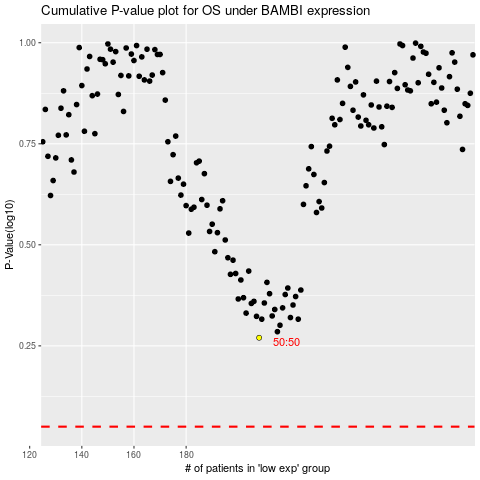 Cumulative P-value plot for OS under BAMBI expression
P-Value(log10)
1.00
0.75
0.50
0.25
50:50
120 140 160 180
# of patients in 'low exp' group